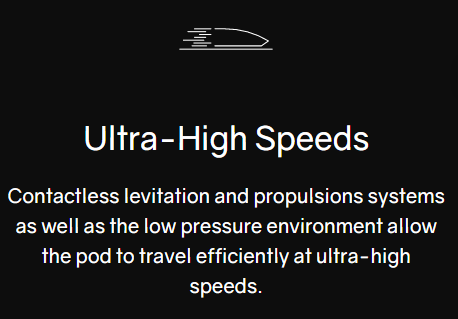 Ultra-High Speeds
Contactless levitation and propulsions systems
as well as the low pressure environment allow
the pod to travel efficiently at ultra-high
speeds.